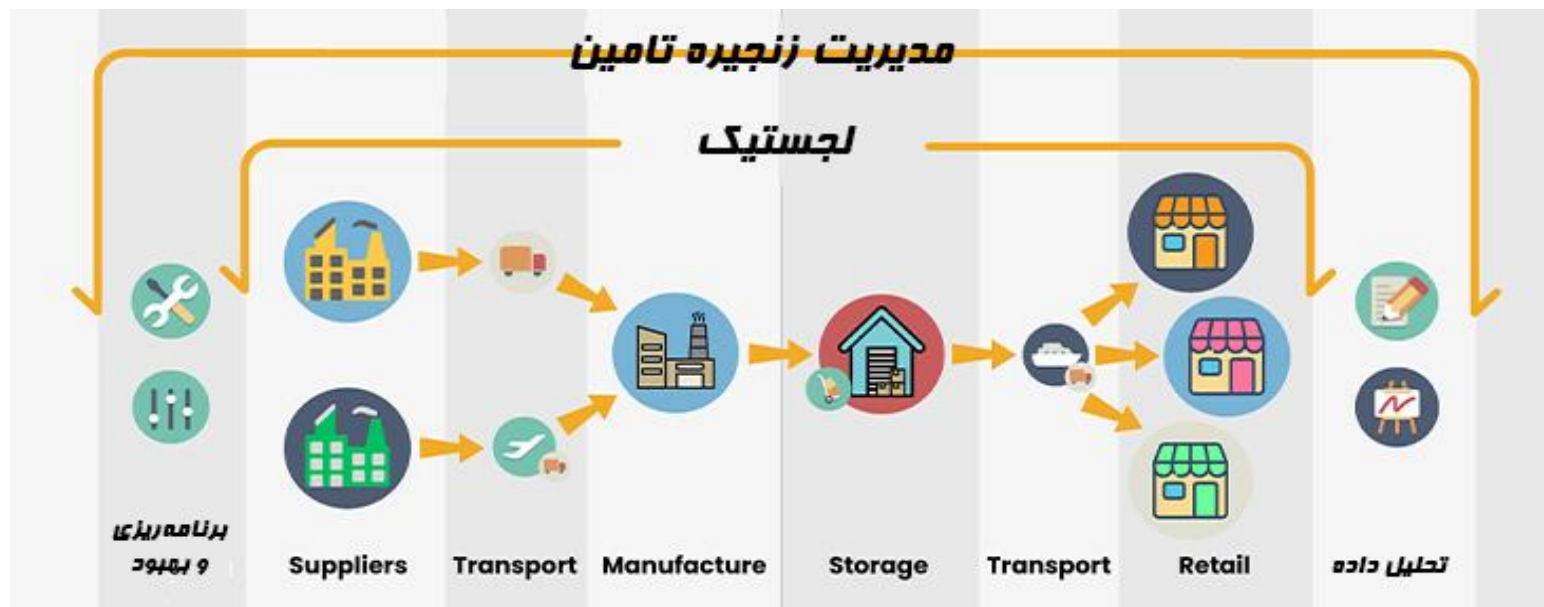 مدیریت زنجیره تامین
لجستیک
برنامه‌ریزی
و بهبود
Suppliers
Transport
Manufacture
Storage
Transport
Retail
تحلیل داده